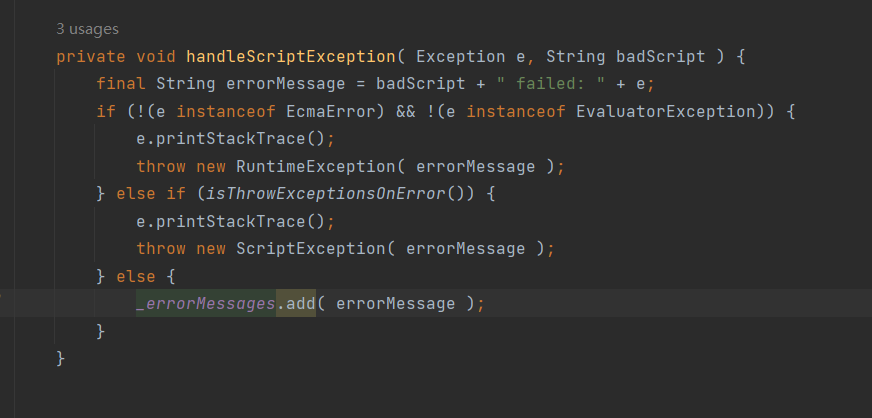 3 usages
private void handleScriptException( Exception e, String badScript ) {
    final String errorMessage = badScript + " failed: " + e;
    if (!(e instanceof EcmaError) && !(e instanceof EvaluatorException)) {
        e.printStackTrace();
        throw new RuntimeException( errorMessage );
    } else if (isThrowExceptionsOnError()) {
        e.printStackTrace();
        throw new ScriptException( errorMessage );
    } else {
        _errorMessages.add( errorMessage );
    }
}